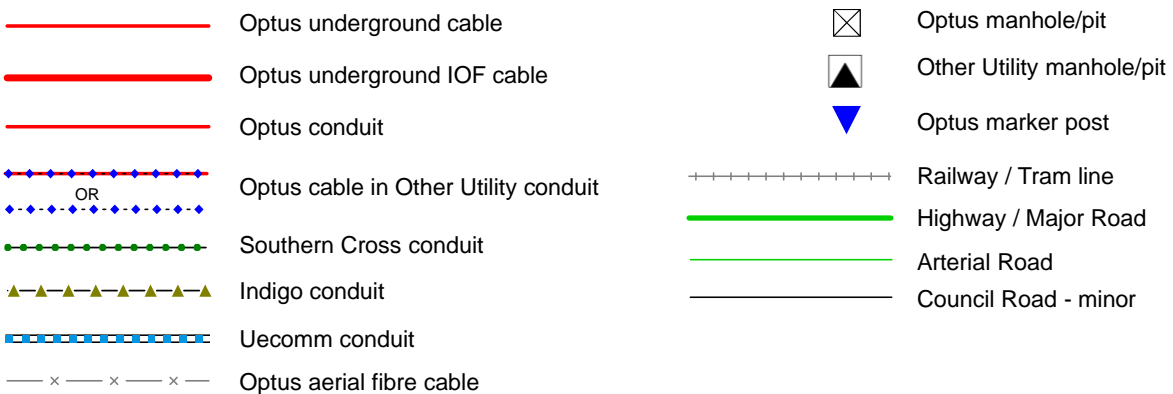 Optus underground cable
Optus underground IOF cable
Optus conduit
OR
Optus cable in Other Utility conduit
Southern Cross conduit
Indigo conduit
Uecomm conduit
Optus aerial fibre cable
Optus manhole/pit
Other Utility manhole/pit
Optus marker post
Railway / Tram line
Highway / Major Road
Arterial Road
Council Road - minor